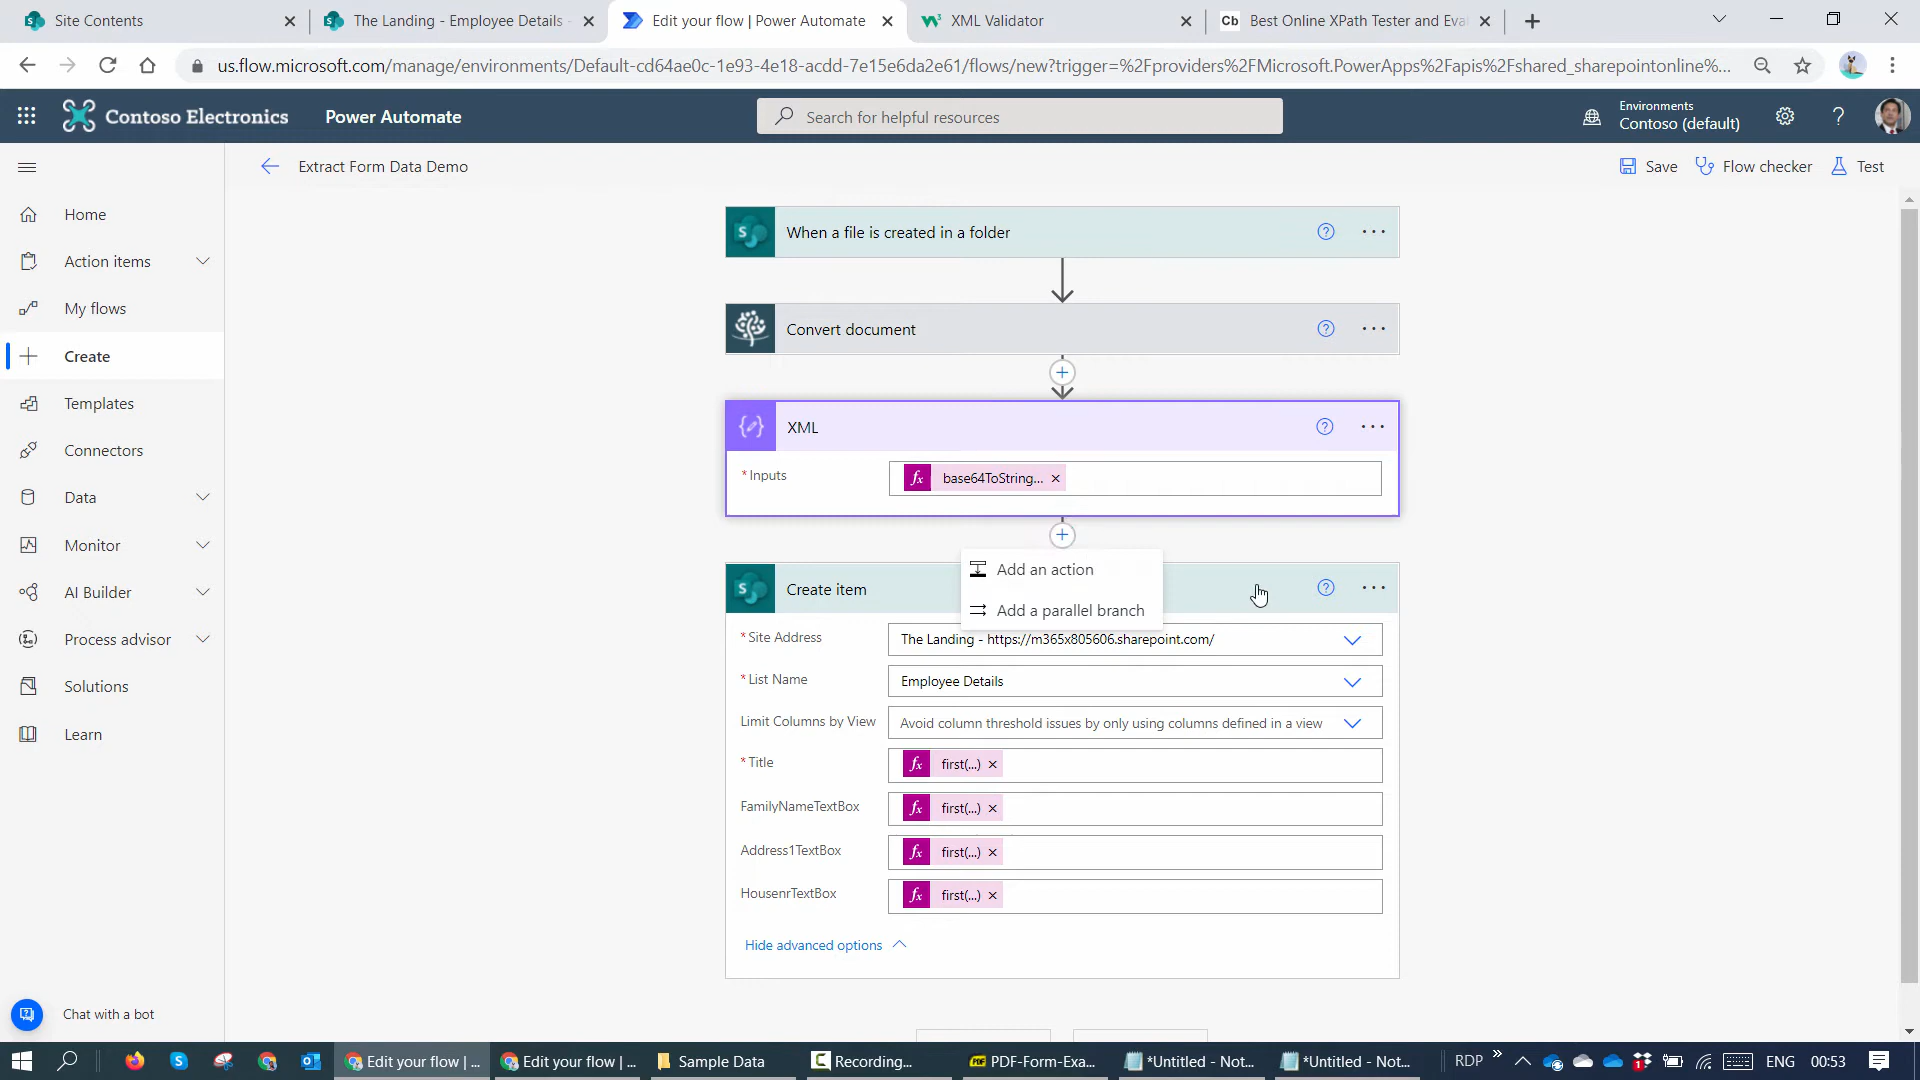 Site Contents
The Landing - Employee Details -
Edit your flow | Power Automate
XML Validator
Cb
Best Online XPath Tester and Eva
us.flow.microsoft.com/manage/environments/Default-cd64ae0c-1e93-4e18-acdd-7e15e6da2e61/flows/new?trigger=%2Fproviders%2FMicrosoft.PowerApps%2Fapis%2Fshared_sharepointonline%...
Contoso Electronics
Power Automate
Search for helpful resources
Environments
Contoso (default)
Extract Form Data Demo
Save
Flow checker
Test
Home
Action items
My flows
Create
Templates
Connectors
Data
Monitor
AI Builder
Process advisor
Solutions
Learn
Chat with a bot
When a file is created in a folder
Convert document
XML
* Inputs
fx base64ToString... ×
Add an action
Add a parallel branch
Create item
* Site Address
The Landing - https://m365x805606.sharepoint.com/
* List Name
Employee Details
Limit Columns by View
Avoid column threshold issues by only using columns defined in a view
* Title
fx first(...) ×
FamilyNameTextBox
fx first(...) ×
Address1TextBox
fx first(...) ×
HousenrTextBox
fx first(...) ×
Hide advanced options
Edit your flow | ...
Edit your flow | ...
Sample Data
Recording...
PDF-Form-Exa...
*Untitled - Not...
*Untitled - Not...
RDP
ENG
00:53